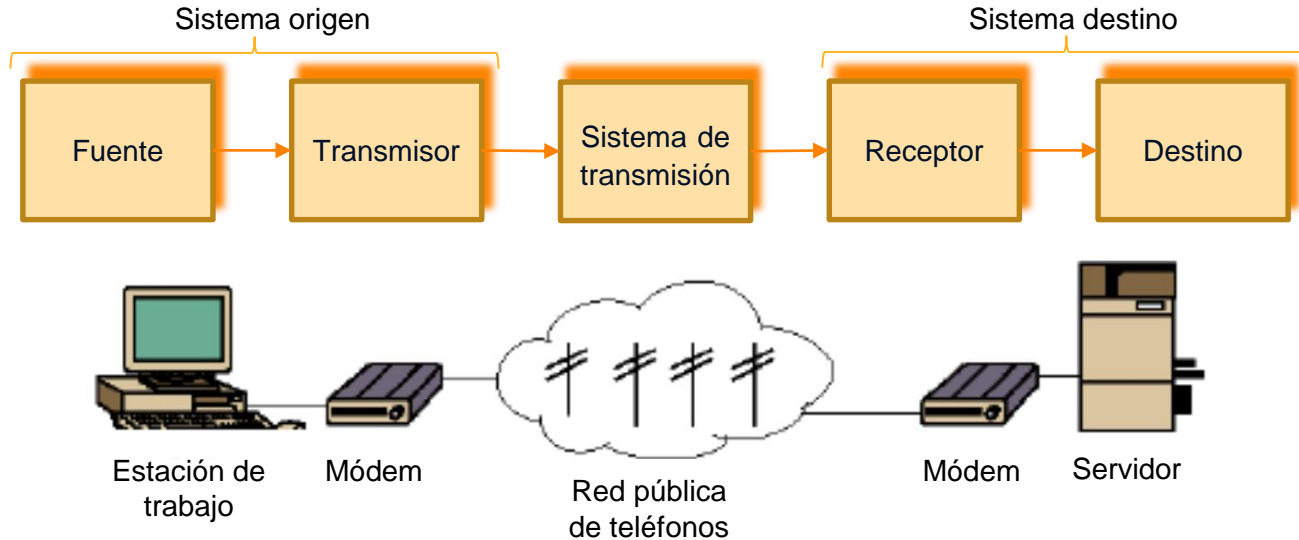 Sistema origen
Sistema destino
Fuente
Transmisor
Sistema de
transmisión
Receptor
Destino
Estación de
trabajo
Módem
Red pública
de teléfonos
Módem
Servidor